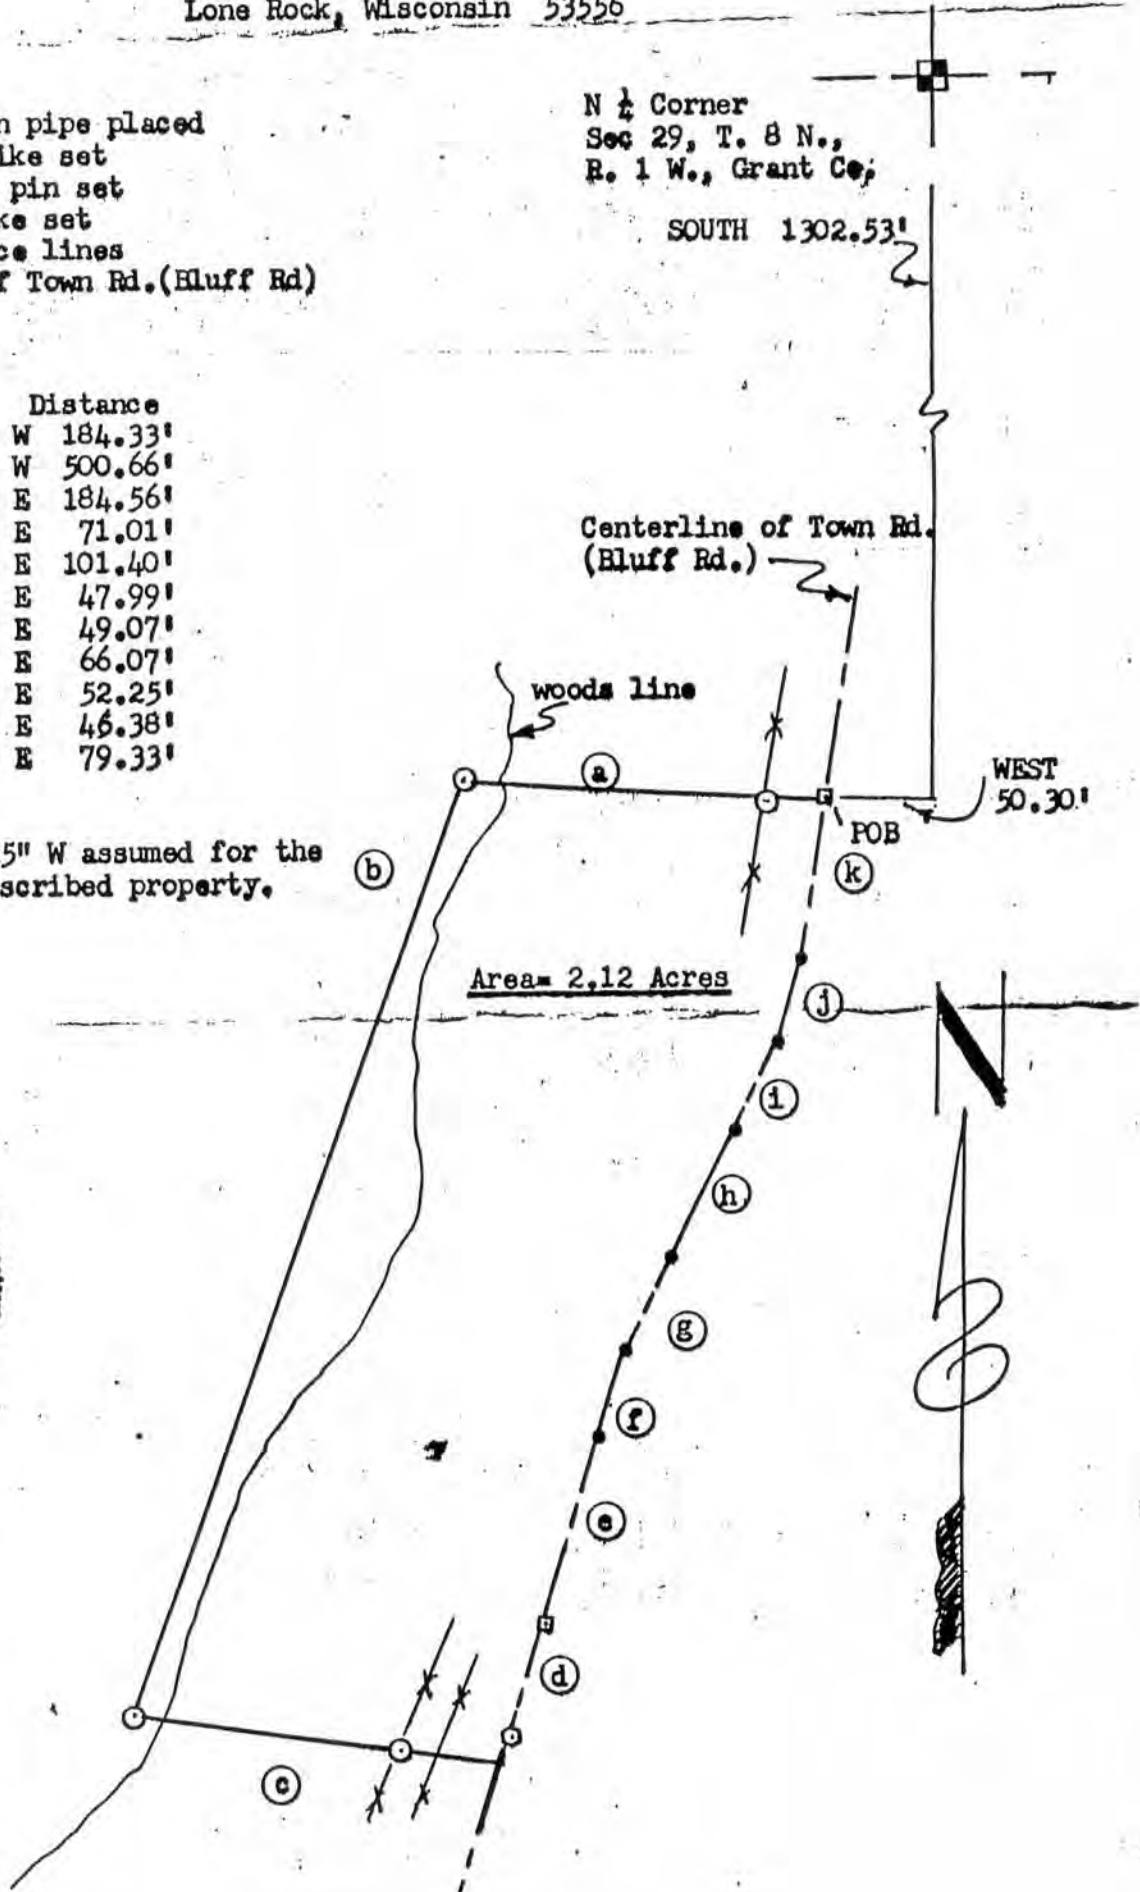 Lone Rock, Wisconsin 53556
n pipe placed
ike set
pin set
ke set
ce lines
f Town Rd.(Bluff Rd)
N ¼ Corner
Sec 29, T. 8 N.,
R. 1 W., Grant Co;
SOUTH 1302.53'
Distance
W 184.33'
W 500.66'
E 184.56'
E 71.01'
E 101.40'
E 47.99'
E 49.07'
E 66.07'
E 52.25'
E 46.38'
E 79.33'
Centerline of Town Rd.
(Bluff Rd.)
woods line
a
WEST
50.30'
POB
5" W assumed for the
scribed property.
b
k
Area= 2.12 Acres
j
N
i
h
g
f
e
d
c